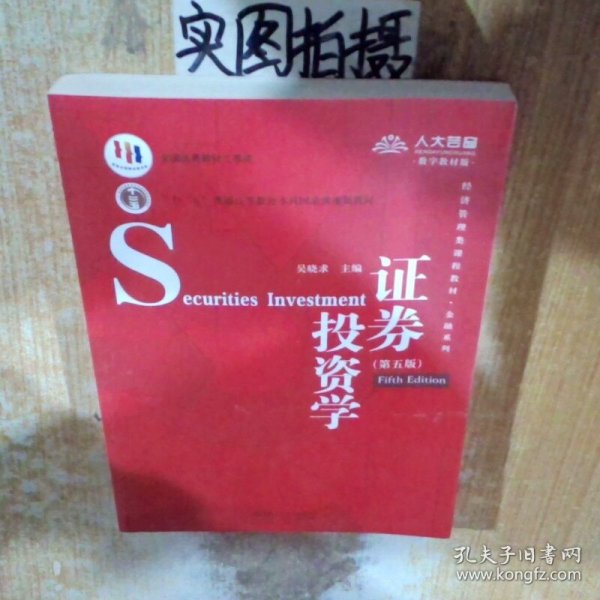 实图拍摄
人大芸窗
·数字教材版·
经济管理类课程教材·金融系列
吴晓求 主编
Securities Investment
证券
投资学
(第五版)
Fifth Edition
孔夫子旧书网
www.kongfz.com